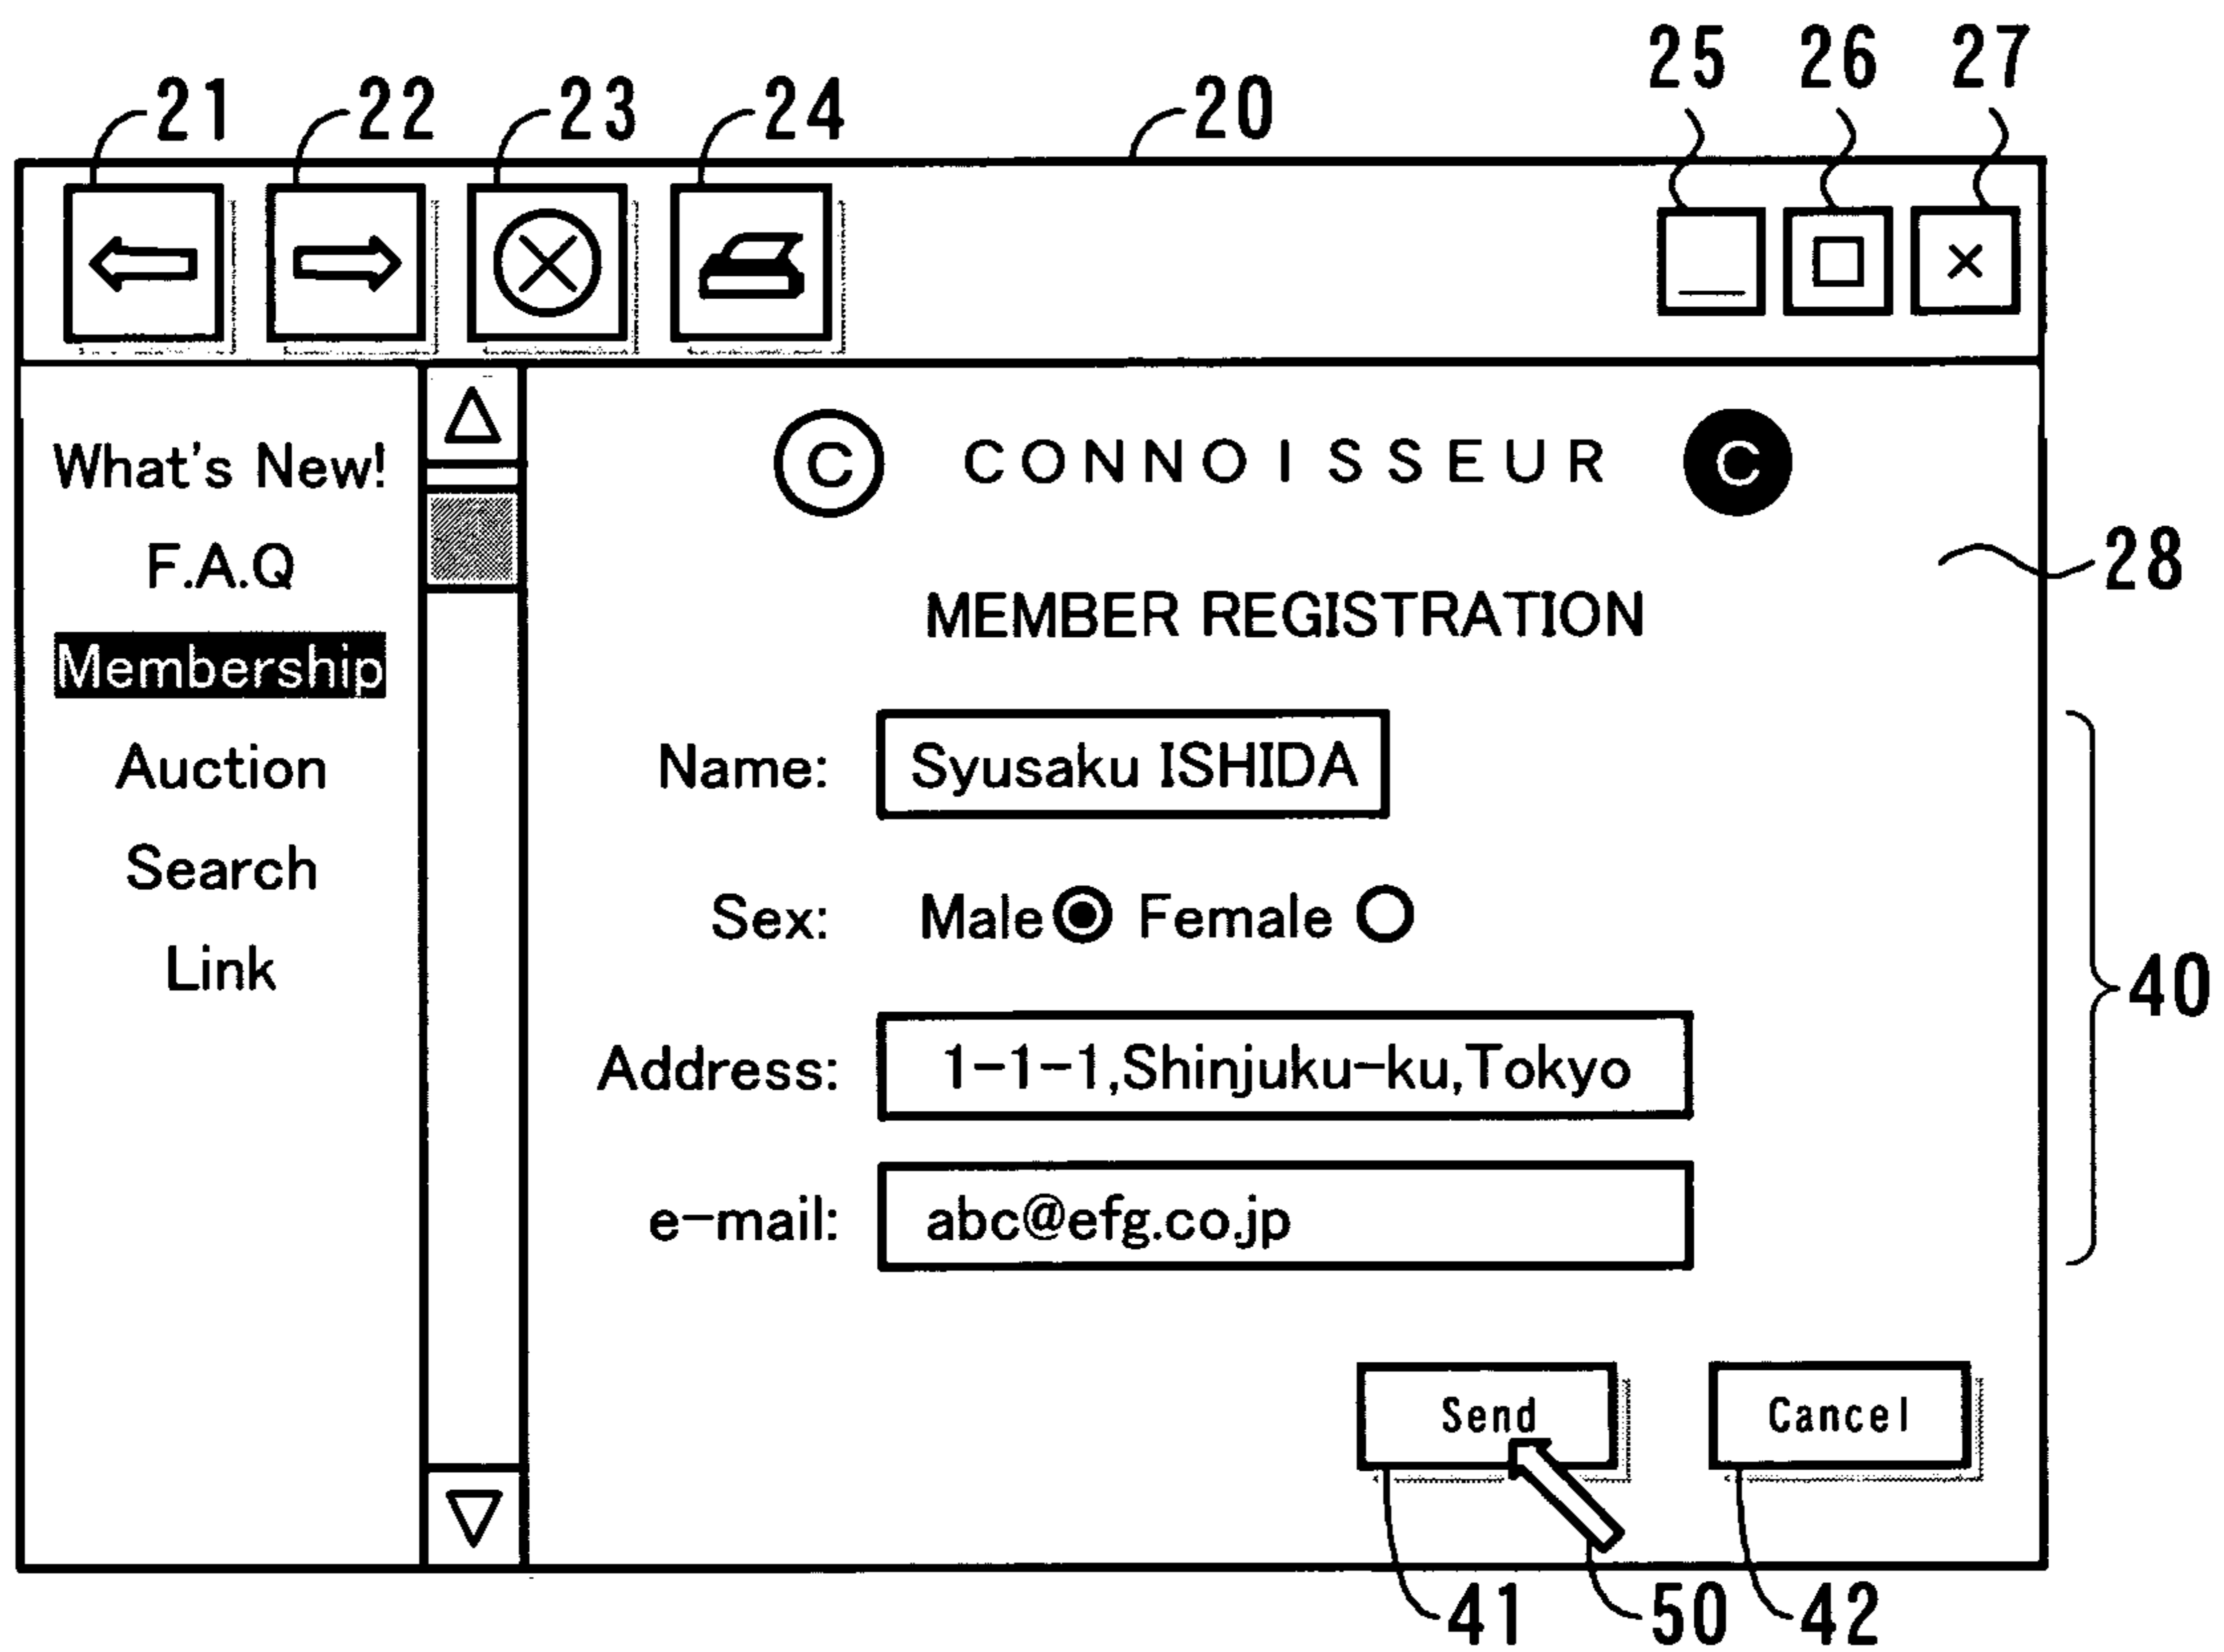 25 26 27
21 22 23 24 20
What's New!
F.A.Q
Membership
Auction
Search
Link
C CONNOISSEUR C
28
MEMBER REGISTRATION
Name: Syusaku ISHIDA
Sex: Male Female
40
Address: 1-1-1,Shinjuku-ku,Tokyo
e-mail: abc@efg.co.jp
Send Cancel
41 50 42